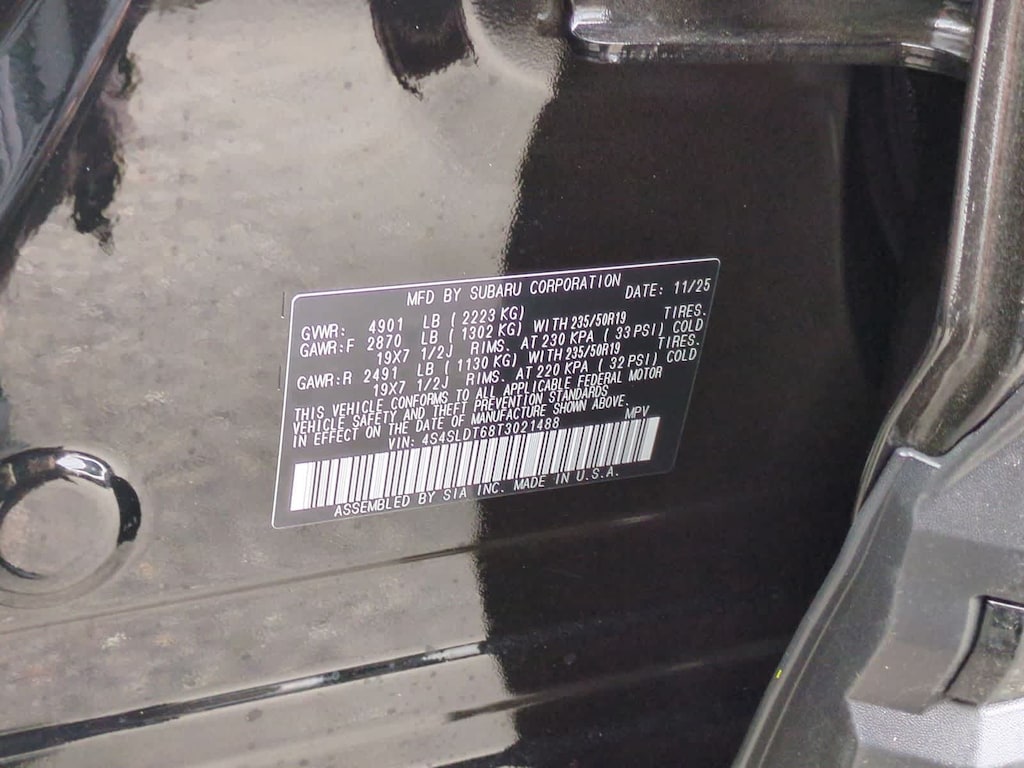 MFD BY SUBARU CORPORATION DATE: 11/25
GVWR: 4901 LB ( 2223 KG)
GAWR:F 2870 LB ( 1302 KG) WITH 235/50R19 TIRES.
19X7 1/2J RIMS. AT 230 KPA ( 33 PSI) COLD
GAWR:R 2491 LB ( 1130 KG) WITH 235/50R19 TIRES.
19X7 1/2J RIMS. AT 220 KPA ( 32 PSI) COLD
THIS VEHICLE CONFORMS TO ALL APPLICABLE FEDERAL MOTOR
VEHICLE SAFETY AND THEFT PREVENTION STANDARDS
IN EFFECT ON THE DATE OF MANUFACTURE SHOWN ABOVE.
VIN: 4S4SLDT68T3021488 MPV
ASSEMBLED BY SIA INC. MADE IN U.S.A.